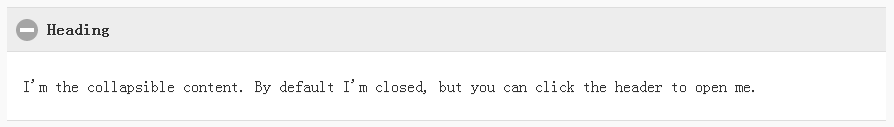 Heading
I'm the collapsible content. By default I'm closed, but you can click the header to open me.